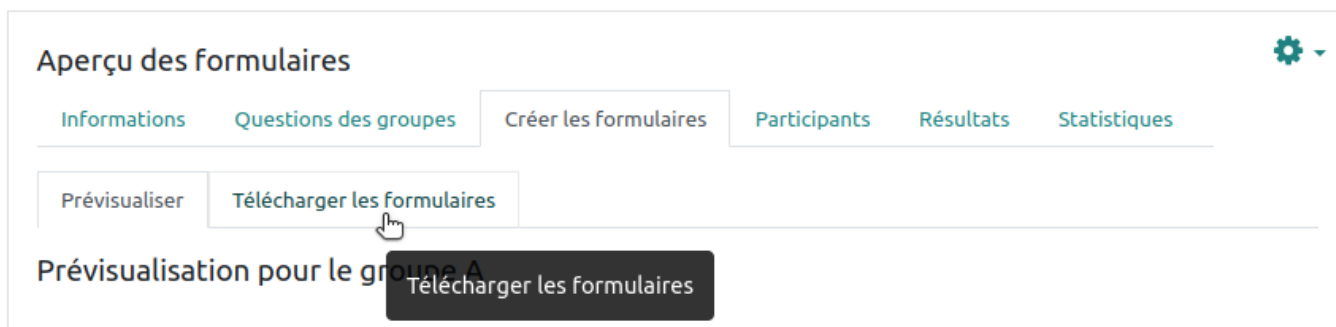 Aperçu des formulaires
Informations Questions des groupes Créer les formulaires Participants Résultats Statistiques
Prévisualiser Télécharger les formulaires
Prévisualisation pour le groupe A
Télécharger les formulaires